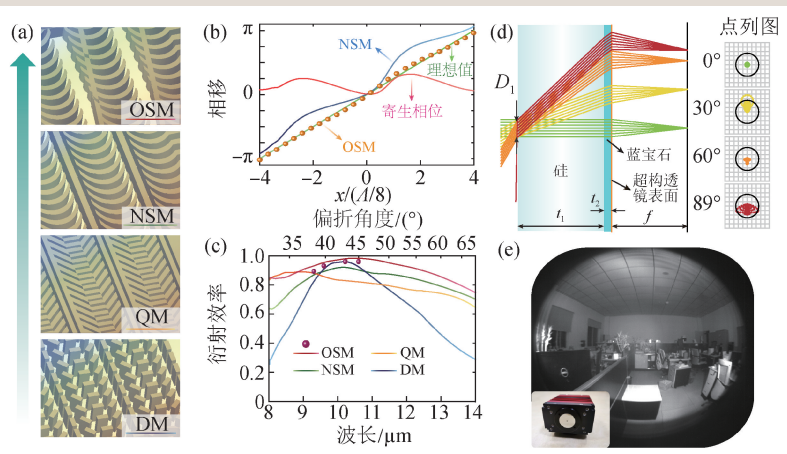 (a)
OSM
NSM
QM
DM
(b)
π
0
−π
相移
NSM
理想值
寄生相位
OSM
−4
−2
0
2
4
x/(Λ/8)
偏折角度/(°)
(c)
35
40
45
50
55
60
65
1.0
0.8
0.6
0.4
0.2
0
衍射效率
OSM
QM
NSM
DM
8
9
10
11
12
13
14
波长/μm
(d)
点列图
D₁
0°
30°
60°
89°
硅
蓝宝石
超构透
镜表面
t₁
t₂
f
(e)